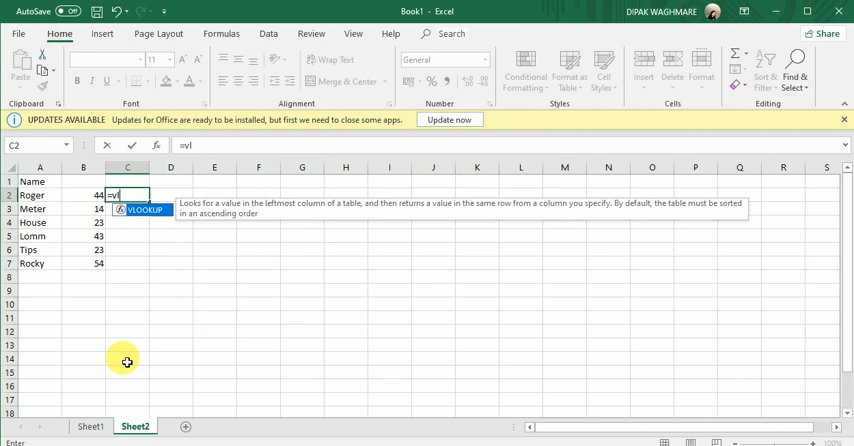 AutoSave Off Book1 - Excel DIPAK WAGHMARE
File Home Insert Page Layout Formulas Data Review View Help Search Share
Paste 11 A A Wrap Text General Conditional Formatting Format as Table Cell Styles Insert Delete Format Sort & Filter Find & Select
B I U A Merge & Center $ % ,
Clipboard Font Alignment Number Styles Cells Editing
UPDATES AVAILABLE Updates for Office are ready to be installed, but first we need to close some apps. Update now
C2 fx =vl
A B C D E F G H I J K L M N O P Q R S
1 Name
2 Roger 44 =vl
3 Meter 14 VLOOKUP Looks for a value in the leftmost column of a table, and then returns a value in the same row from a column you specify. By default, the table must be sorted
in an ascending order
4 House 23
5 Lomm 43
6 Tips 23
7 Rocky 54
8
9
10
11
12
13
14
15
16
17
18
Sheet1 Sheet2
Enter 100%